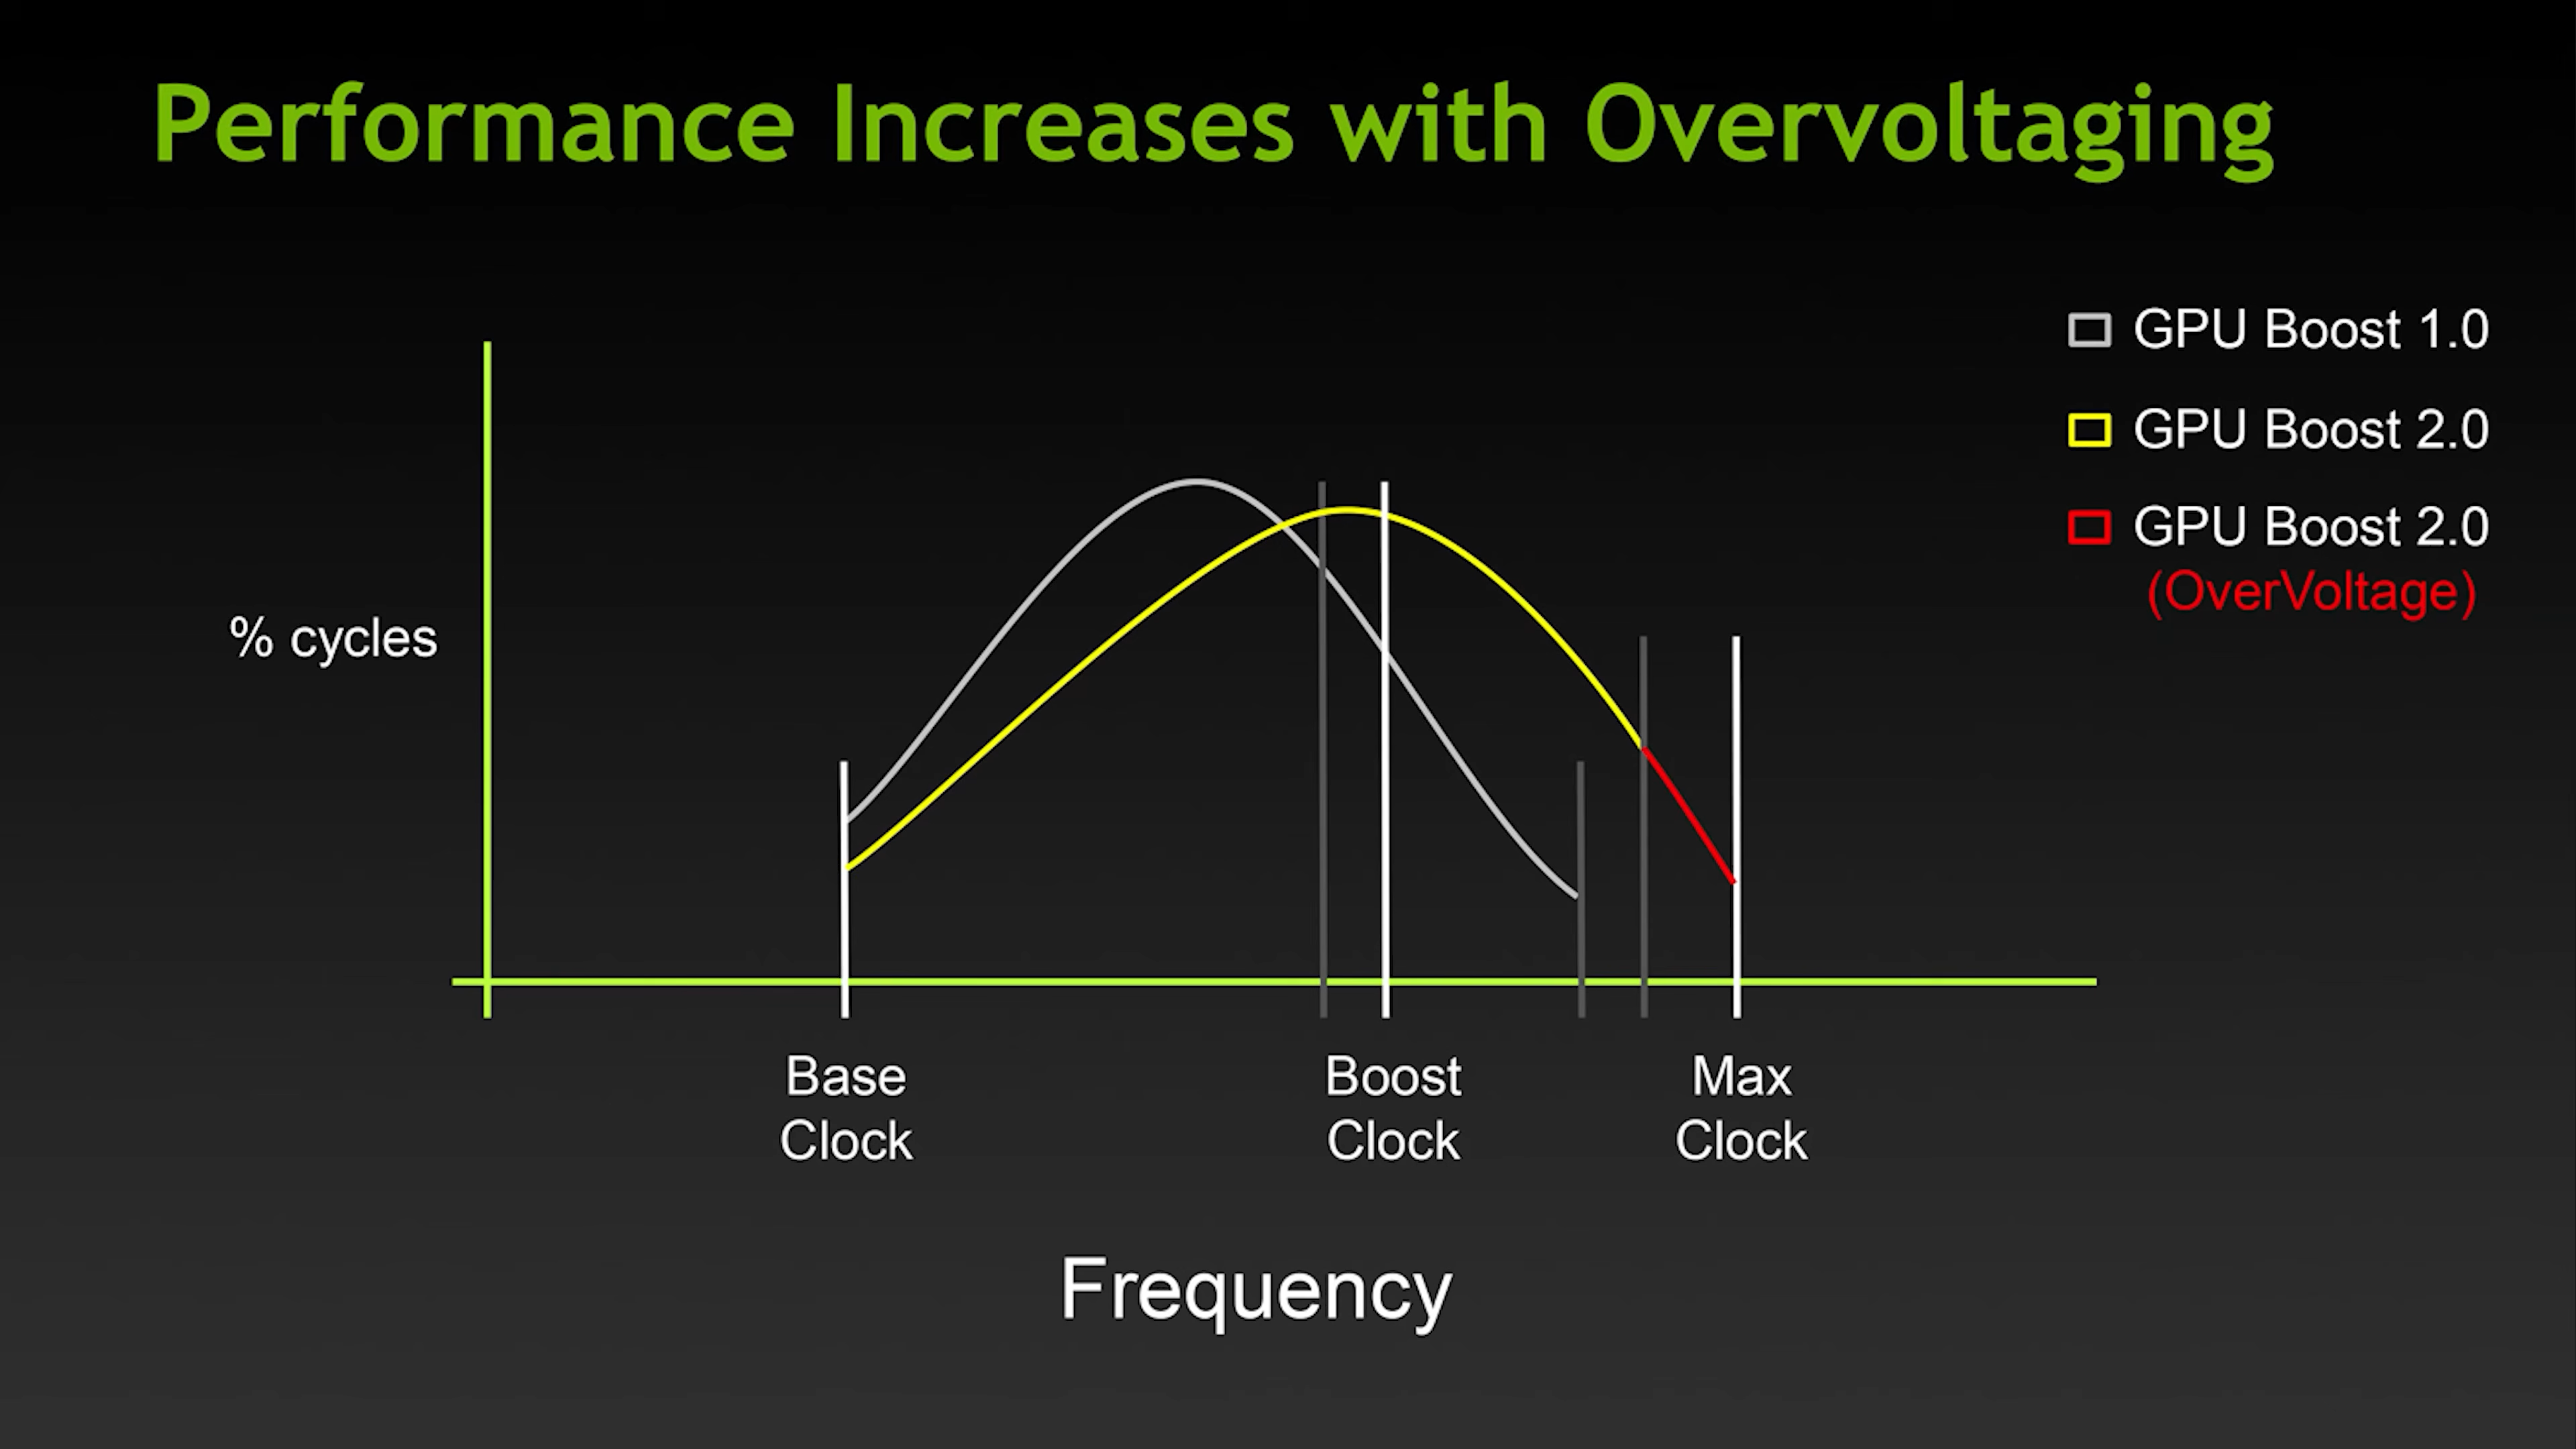 Performance Increases with Overvoltaging
GPU Boost 1.0
GPU Boost 2.0
GPU Boost 2.0
(OverVoltage)
% cycles
Base
Clock
Boost
Clock
Max
Clock
Frequency